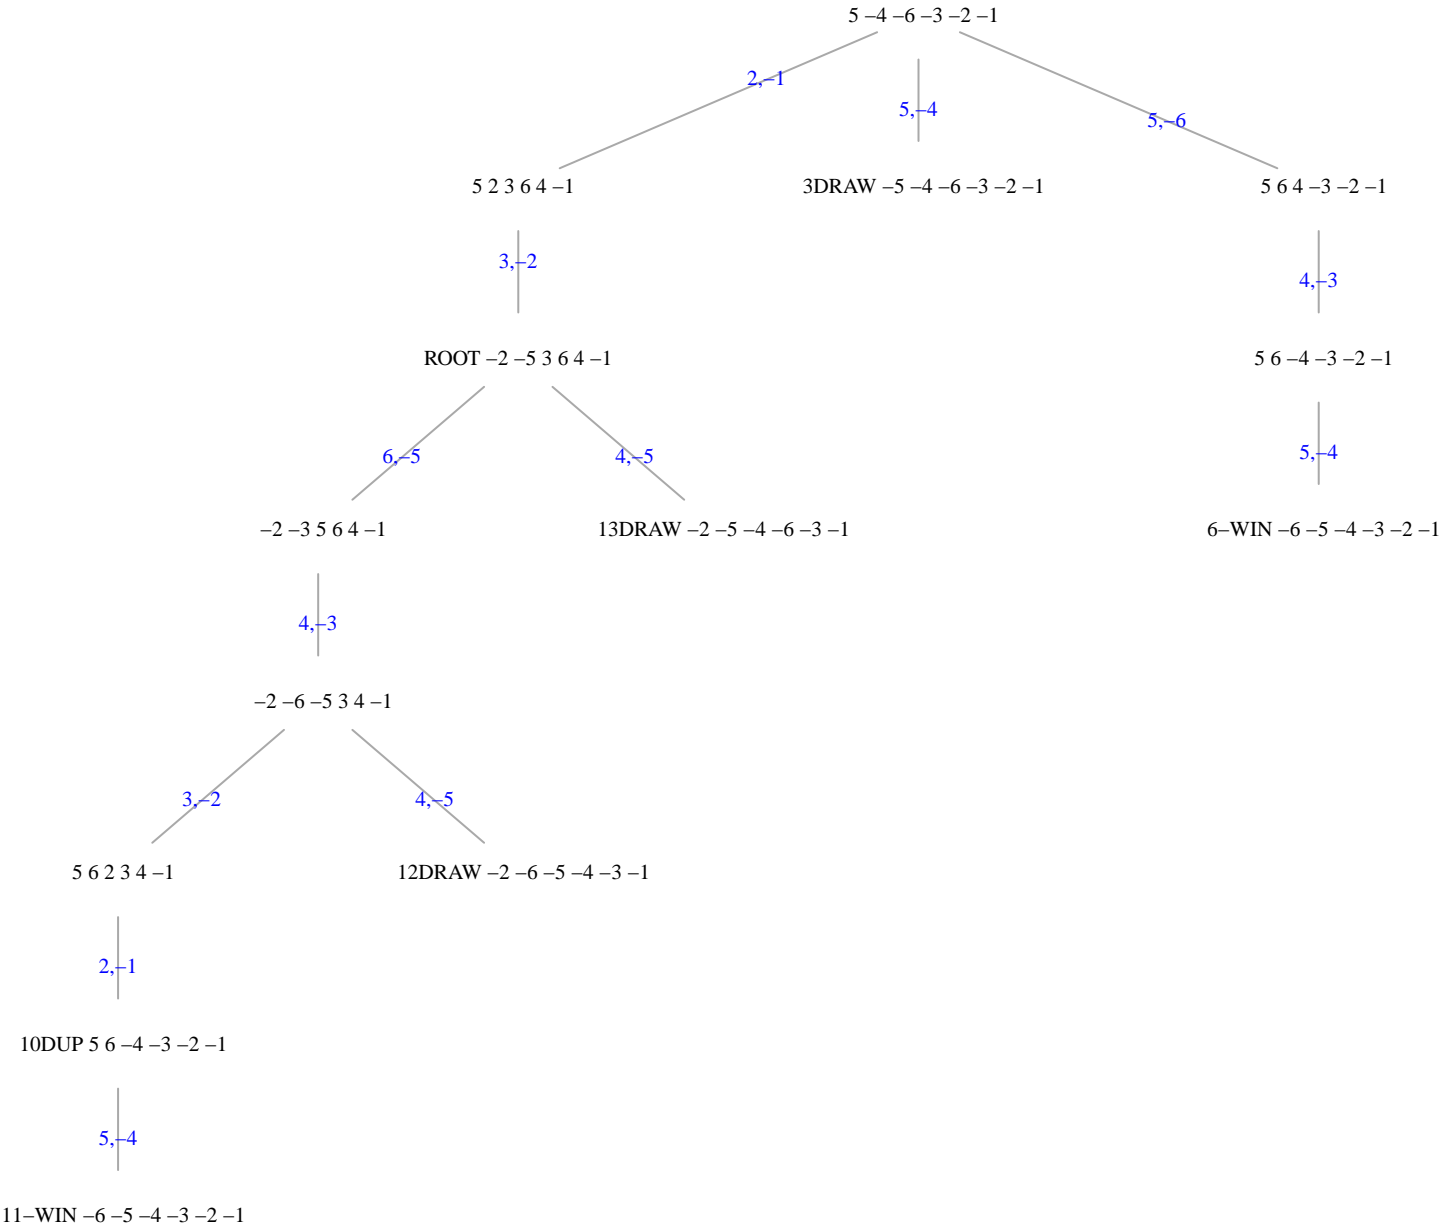 5 –4 –6 –3 –2 –1
2,–1
5,–4
5,–6
5 2 3 6 4 –1
3DRAW –5 –4 –6 –3 –2 –1
5 6 4 –3 –2 –1
3,–2
4,–3
ROOT –2 –5 3 6 4 –1
5 6 –4 –3 –2 –1
6,–5
4,–5
5,–4
–2 –3 5 6 4 –1
13DRAW –2 –5 –4 –6 –3 –1
6–WIN –6 –5 –4 –3 –2 –1
4,–3
–2 –6 –5 3 4 –1
3,–2
4,–5
5 6 2 3 4 –1
12DRAW –2 –6 –5 –4 –3 –1
2,–1
10DUP 5 6 –4 –3 –2 –1
5,–4
11–WIN –6 –5 –4 –3 –2 –1